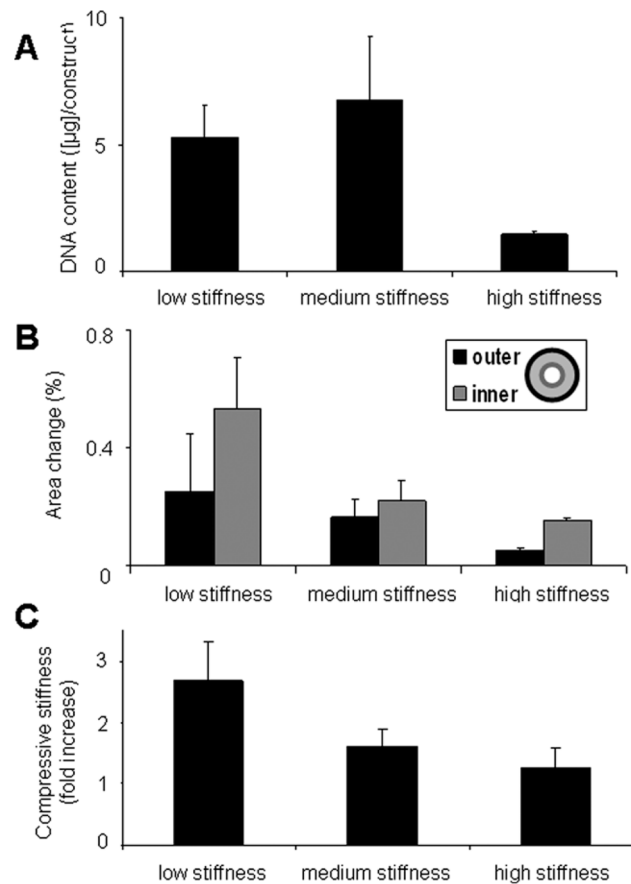 A
DNA content ([µg]/construct)
10
5
0
low stiffness
medium stiffness
high stiffness
B
Area change (%)
0.8
0.4
0
outer
inner
low stiffness
medium stiffness
high stiffness
C
Compressive stiffness
(fold increase)
3
2
1
0
low stiffness
medium stiffness
high stiffness